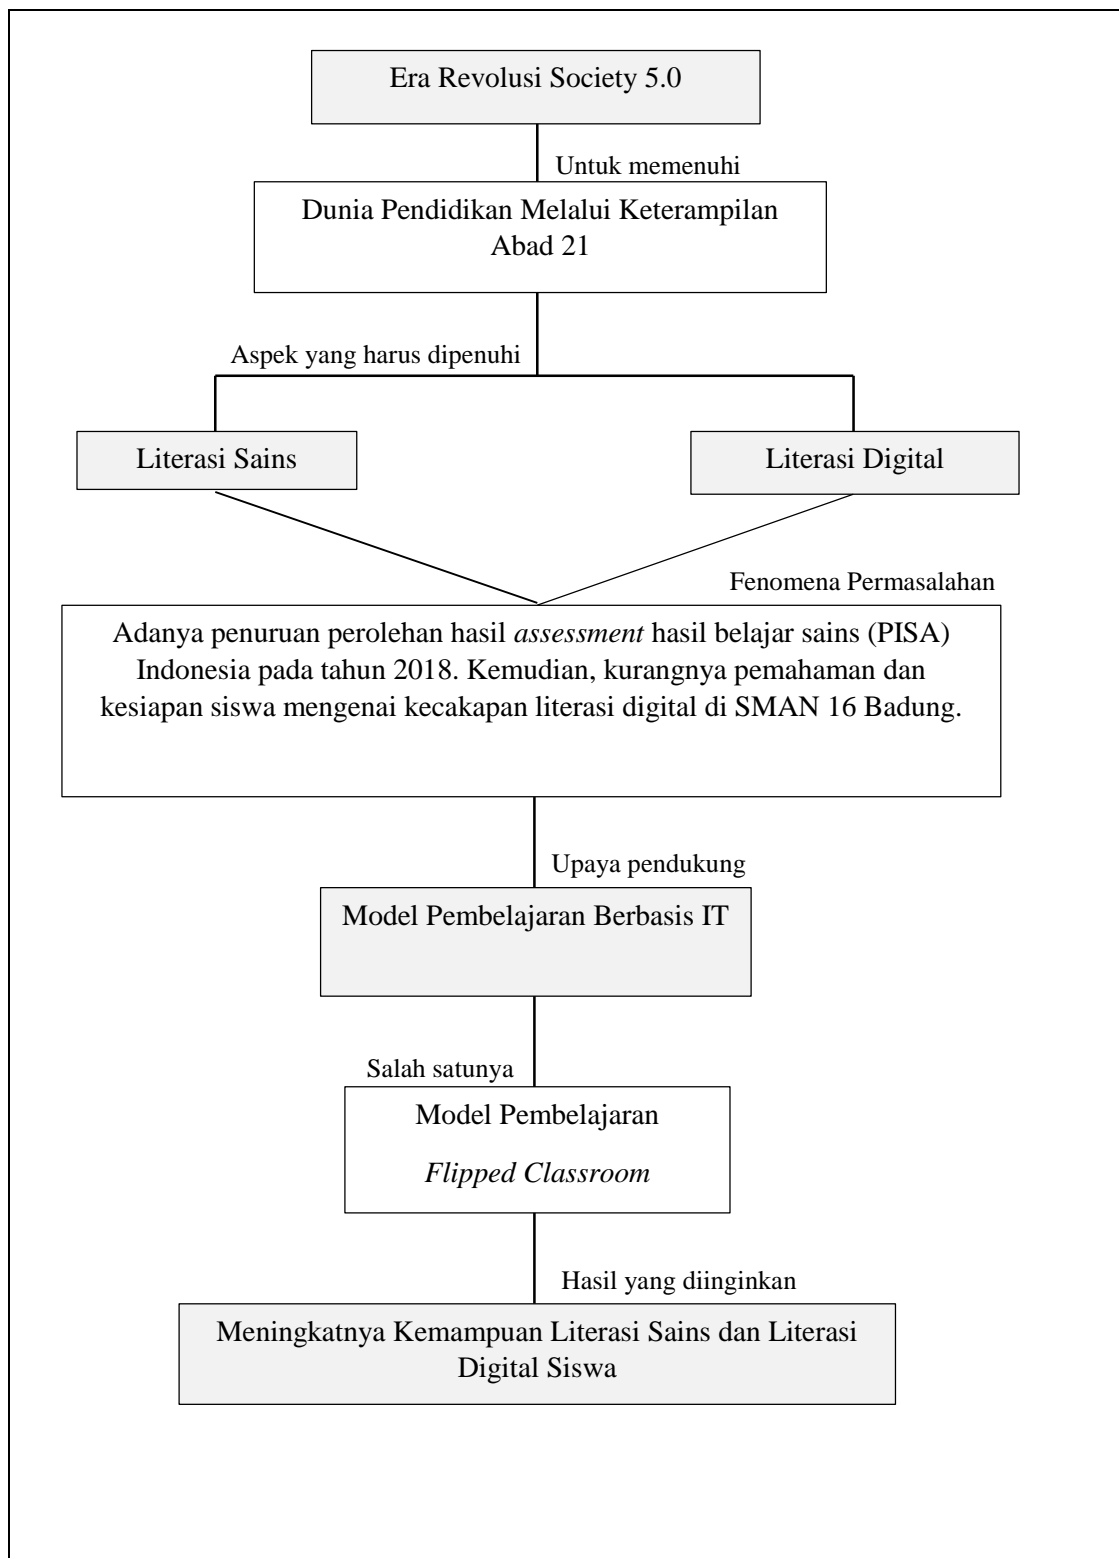 Era Revolusi Society 5.0
Untuk memenuhi
Dunia Pendidikan Melalui Keterampilan
Abad 21
Aspek yang harus dipenuhi
Literasi Sains
Literasi Digital
Fenomena Permasalahan
Adanya penuruan perolehan hasil assessment hasil belajar sains (PISA)
Indonesia pada tahun 2018. Kemudian, kurangnya pemahaman dan
kesiapan siswa mengenai kecakapan literasi digital di SMAN 16 Badung.
Upaya pendukung
Model Pembelajaran Berbasis IT
Salah satunya
Model Pembelajaran
Flipped Classroom
Hasil yang diinginkan
Meningkatnya Kemampuan Literasi Sains dan Literasi
Digital Siswa